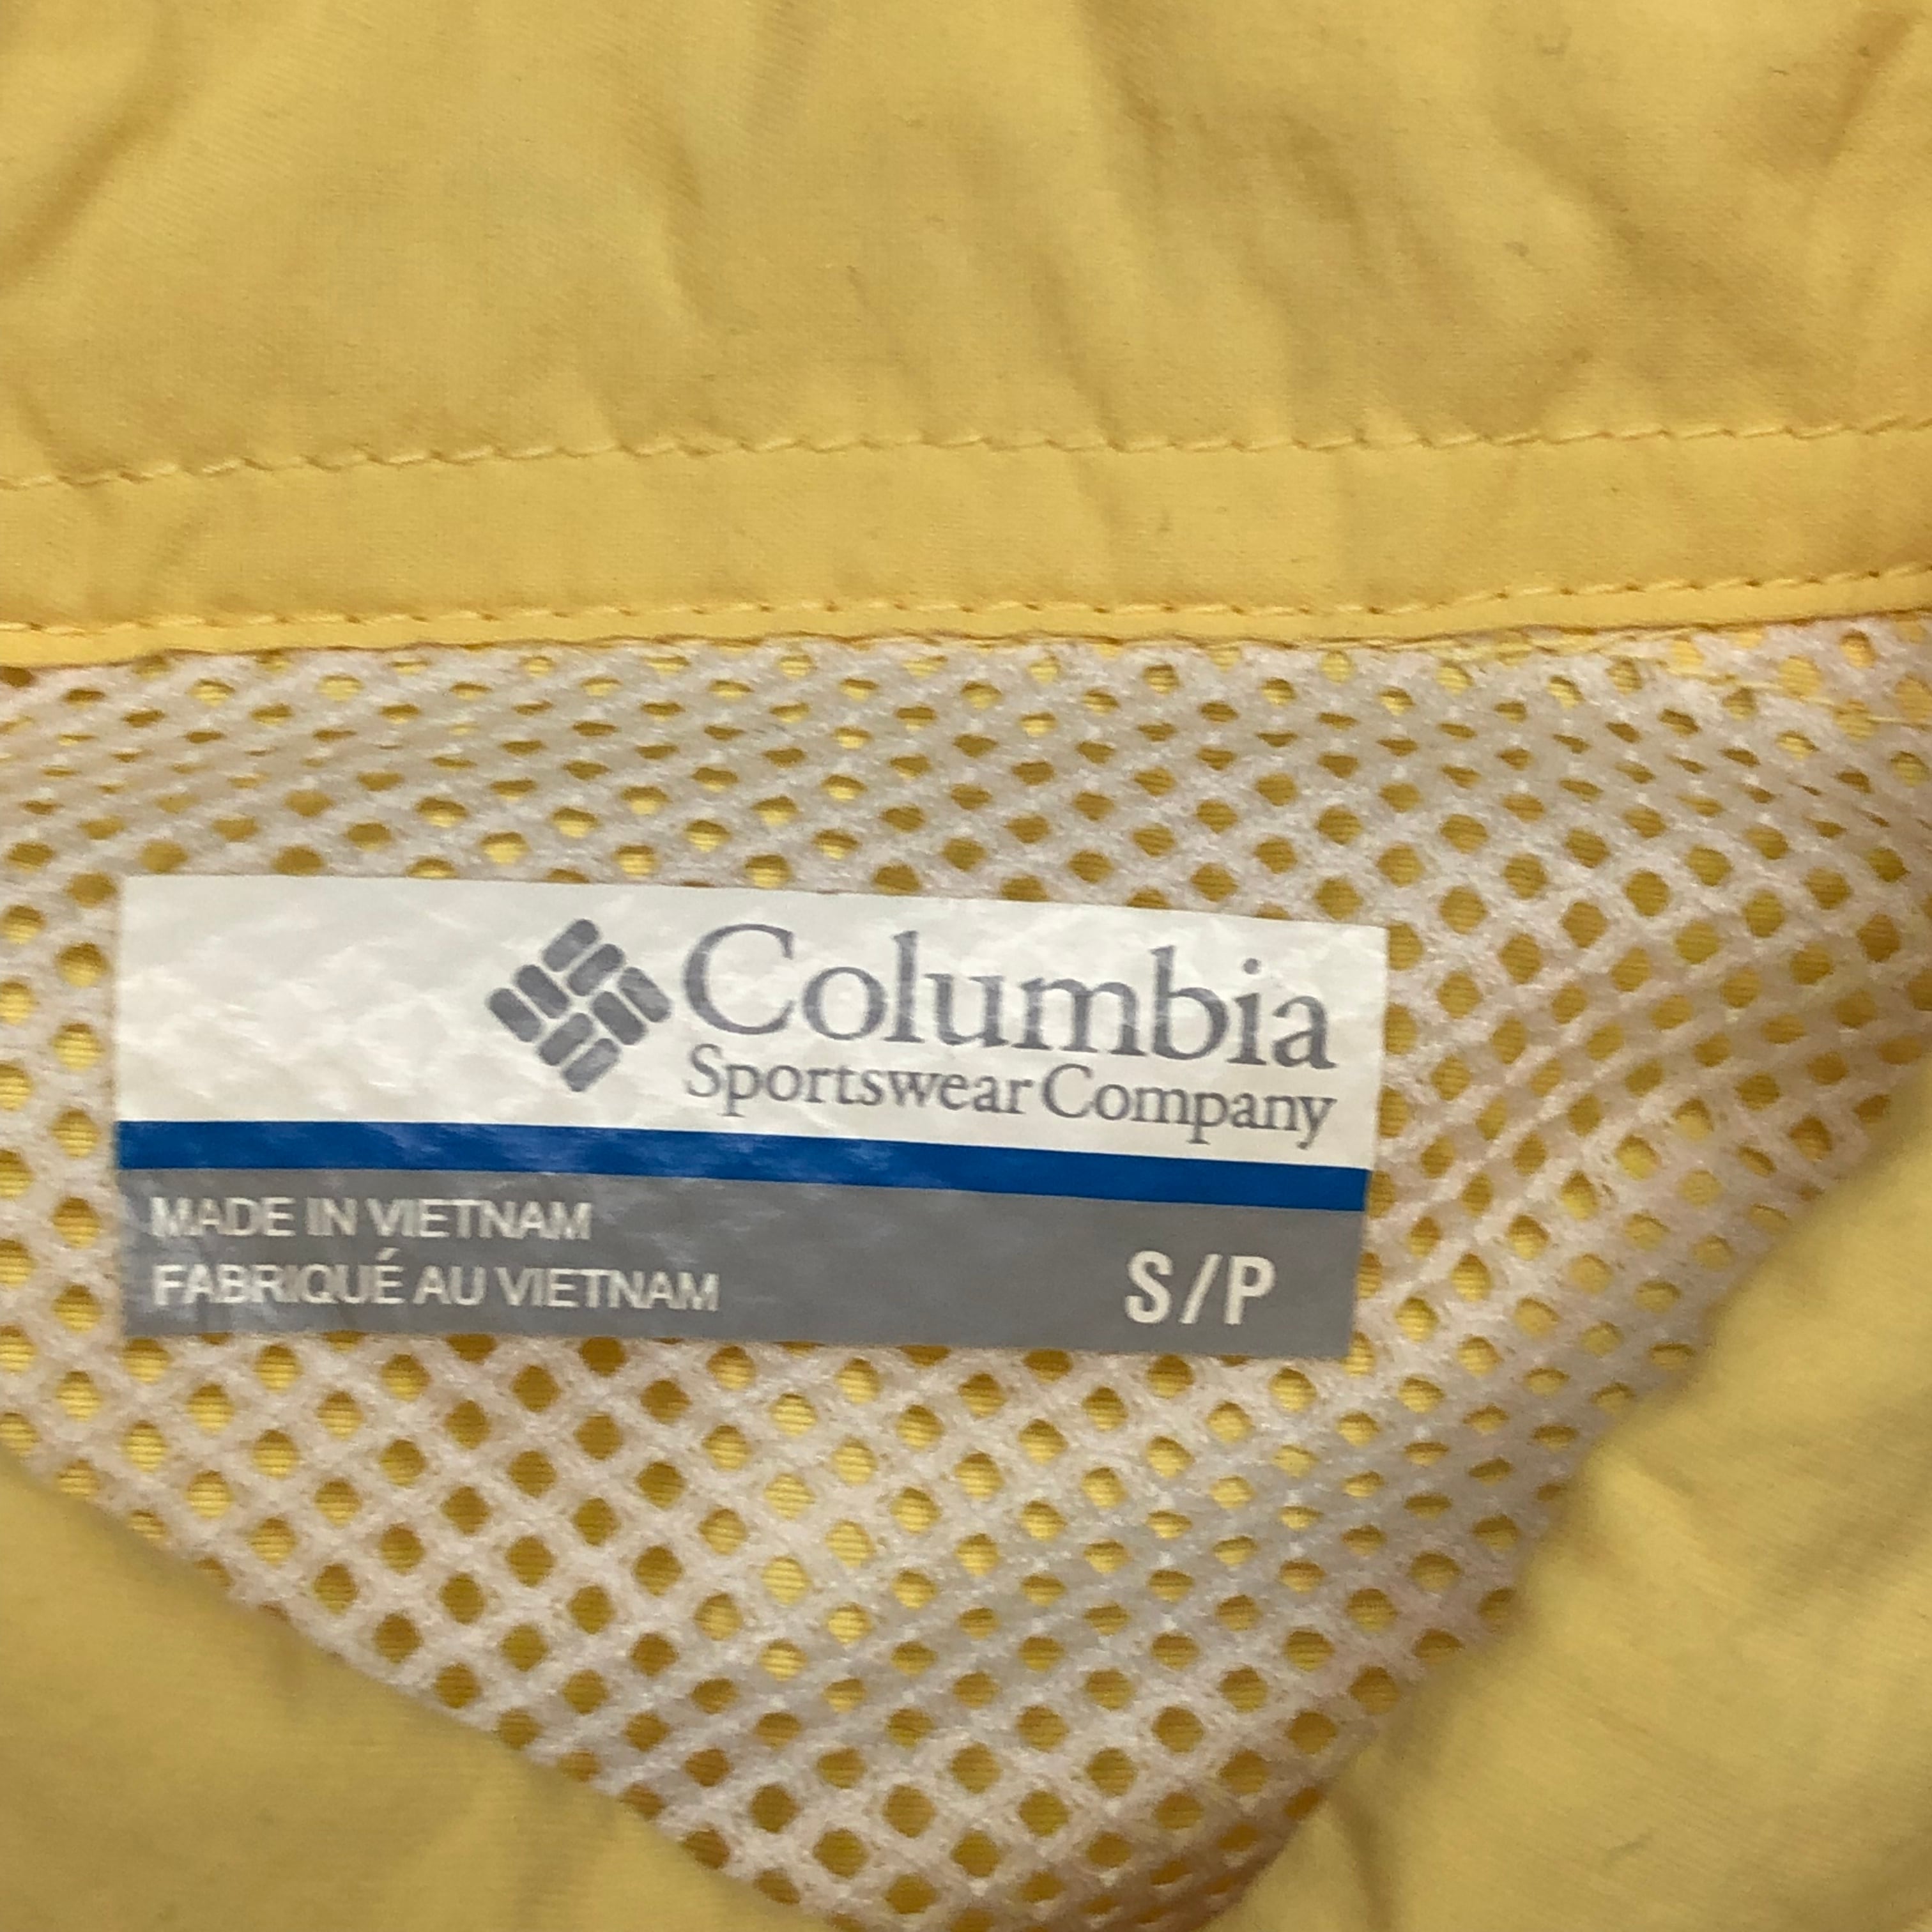 Columbia
Sportswear Company
MADE IN VIETNAM
FABRIQUÉ AU VIETNAM
S/P